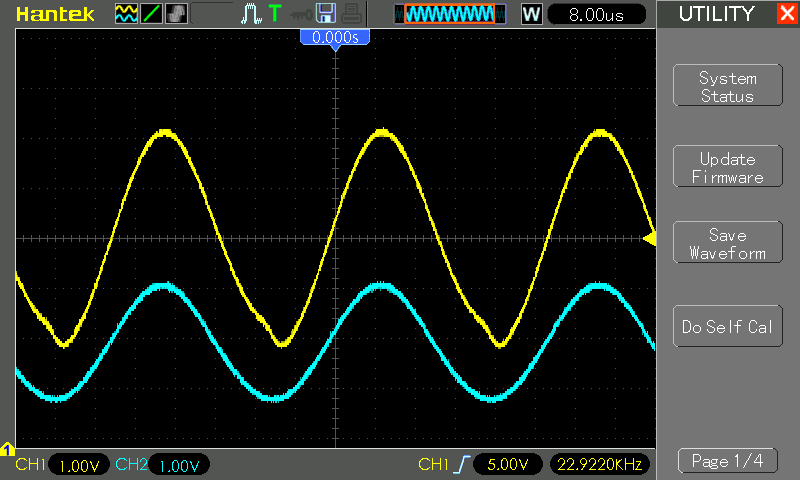 Hantek T W 8.00us UTILITY
0.000s
System
Status
Update
Firmware
Save
Waveform
Do Self Cal
1
CH1 1.00V CH2 1.00V CH1 5.00V 22.9220KHz
Page 1/4